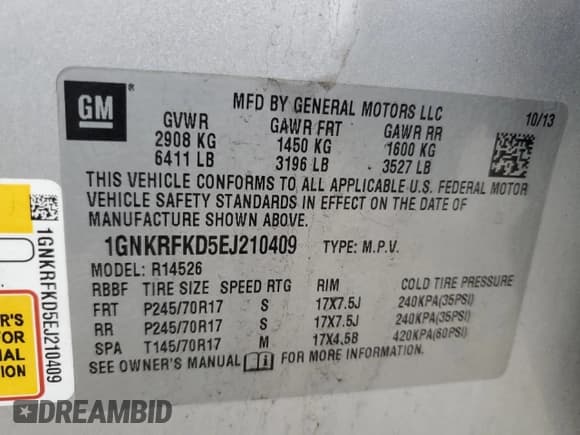 GM
MFD BY GENERAL MOTORS LLC
10/13
GVWR GAWR FRT GAWR RR
2908 KG 1450 KG 1600 KG
6411 LB 3196 LB 3527 LB
THIS VEHICLE CONFORMS TO ALL APPLICABLE U.S. FEDERAL MOTOR
VEHICLE SAFETY STANDARDS IN EFFECT ON THE DATE OF
MANUFACTURE SHOWN ABOVE.
1GNKRFKD5EJ210409 TYPE: M.P.V.
MODEL: R14526
RBBF TIRE SIZE SPEED RTG RIM COLD TIRE PRESSURE
FRT P245/70R17 S 17X7.5J 240KPA(35PSI)
RR P245/70R17 S 17X7.5J 240KPA(35PSI)
SPA T145/70R17 M 17X4.5B 420KPA(60PSI)
SEE OWNER'S MANUAL FOR MORE INFORMATION.
1GNKRFKD5EJ210409
R'S
FOR
NAL
TION
DREAMBID